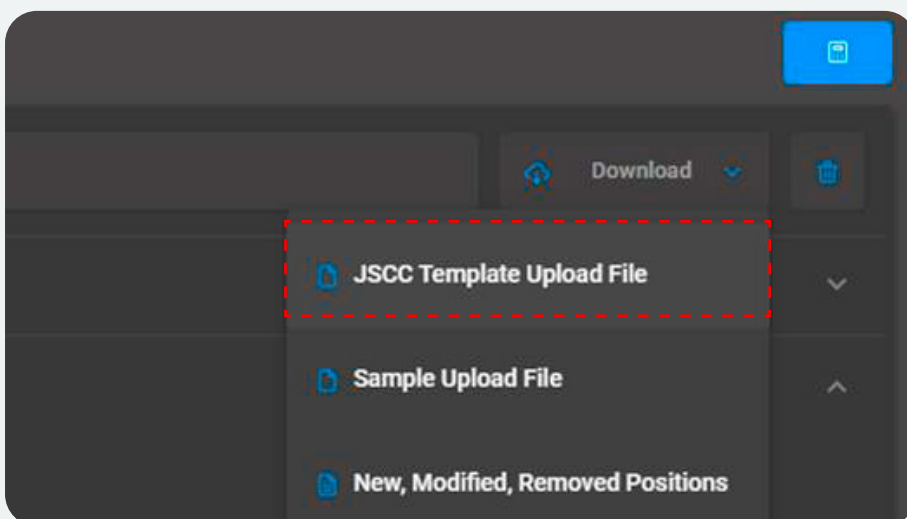 Download
JSCC Template Upload File
Sample Upload File
New, Modified, Removed Positions